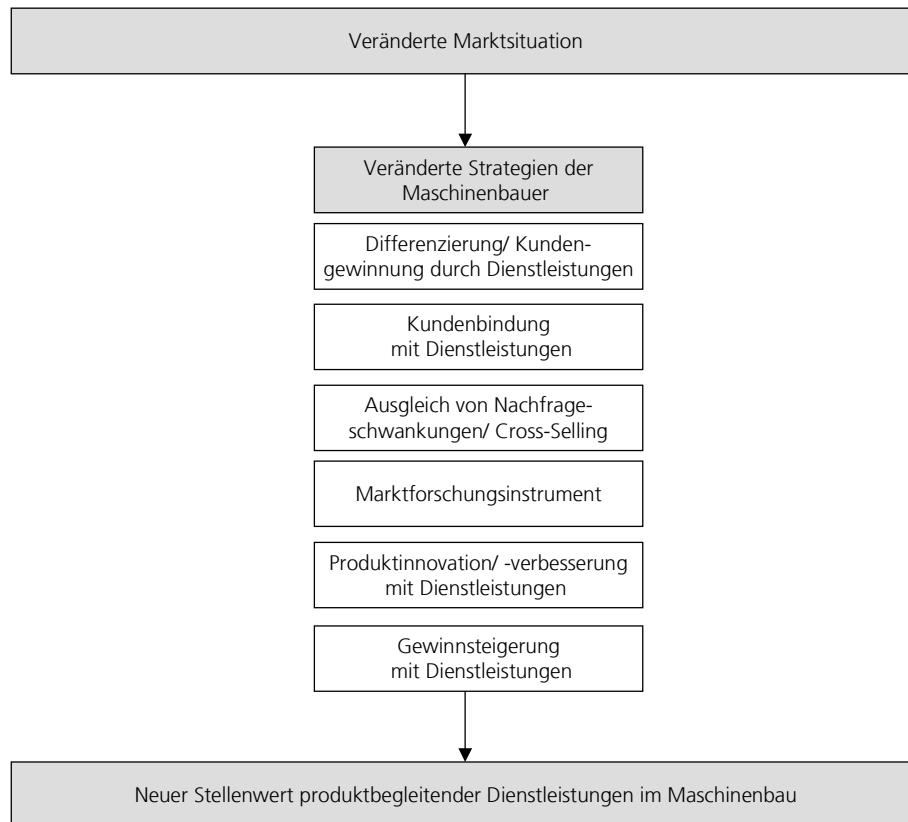 Veränderte Marktsituation
Veränderte Strategien der
Maschinenbauer
Differenzierung/ Kunden-
gewinnung durch Dienstleistungen
Kundenbindung
mit Dienstleistungen
Ausgleich von Nachfrage-
schwankungen/ Cross-Selling
Marktforschungsinstrument
Produktinnovation/ -verbesserung
mit Dienstleistungen
Gewinnsteigerung
mit Dienstleistungen
Neuer Stellenwert produktbegleitender Dienstleistungen im Maschinenbau